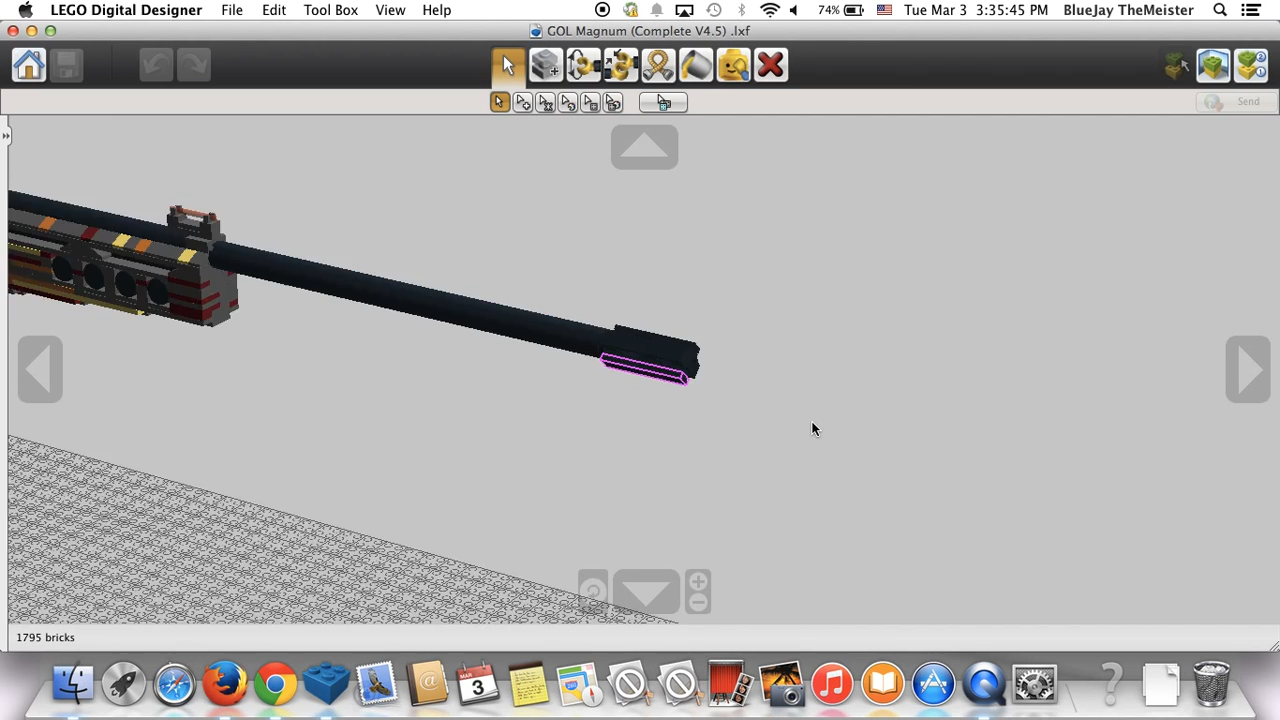 LEGO Digital Designer File Edit Tool Box View Help 74% Tue Mar 3 3:35:45 PM BlueJay TheMeister
GOL Magnum (Complete V4.5) .lxf
Send
1795 bricks
MAR
3